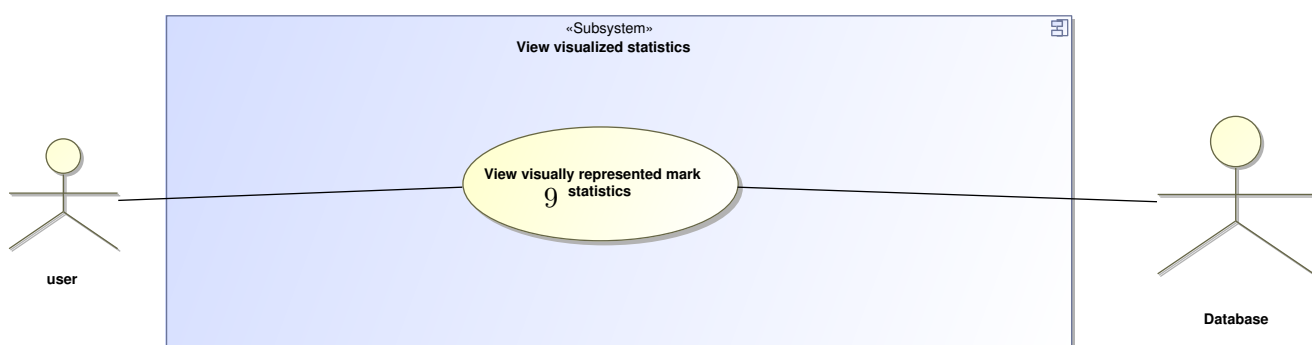 «Subsystem»
View visualized statistics
View visually represented mark
statistics
9
user
Database